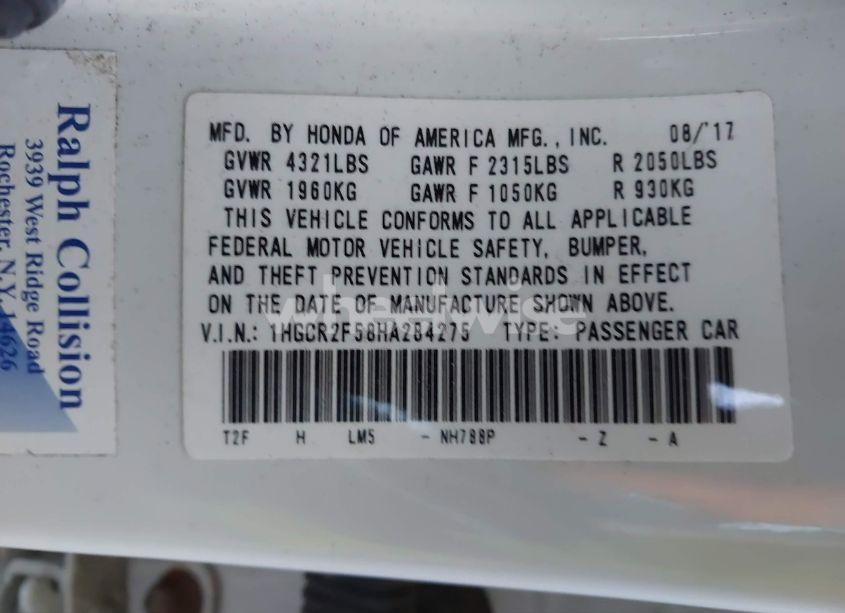 MFD. BY HONDA OF AMERICA MFG., INC. 08/'17
GVWR 4321LBS GAWR F 2315LBS R 2050LBS
GVWR 1960KG GAWR F 1050KG R 930KG
THIS VEHICLE CONFORMS TO ALL APPLICABLE
FEDERAL MOTOR VEHICLE SAFETY, BUMPER,
AND THEFT PREVENTION STANDARDS IN EFFECT
ON THE DATE OF MANUFACTURE SHOWN ABOVE.
V.I.N.: 1HGCR2F58HA284275 TYPE: PASSENGER CAR
T2F H LM5 - NH788P - Z - A
Ralph Collision
3939 West Ridge Road
Rochester, N.Y. 14626
wheelwise